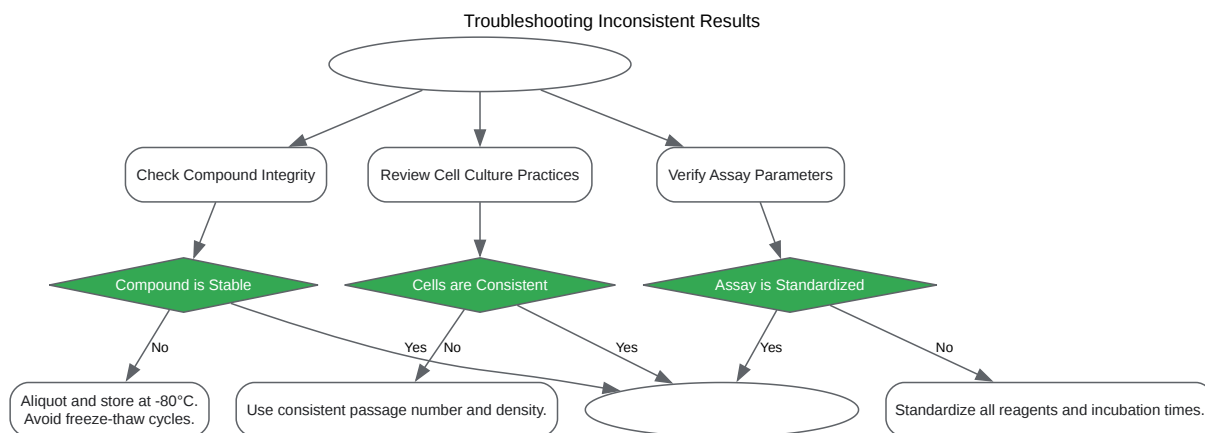 Troubleshooting Inconsistent Results
Check Compound Integrity
Review Cell Culture Practices
Verify Assay Parameters
Compound is Stable
Cells are Consistent
Assay is Standardized
No
Yes
No
Yes
Yes
No
Aliquot and store at -80°C.
Avoid freeze-thaw cycles.
Use consistent passage number and density.
Standardize all reagents and incubation times.